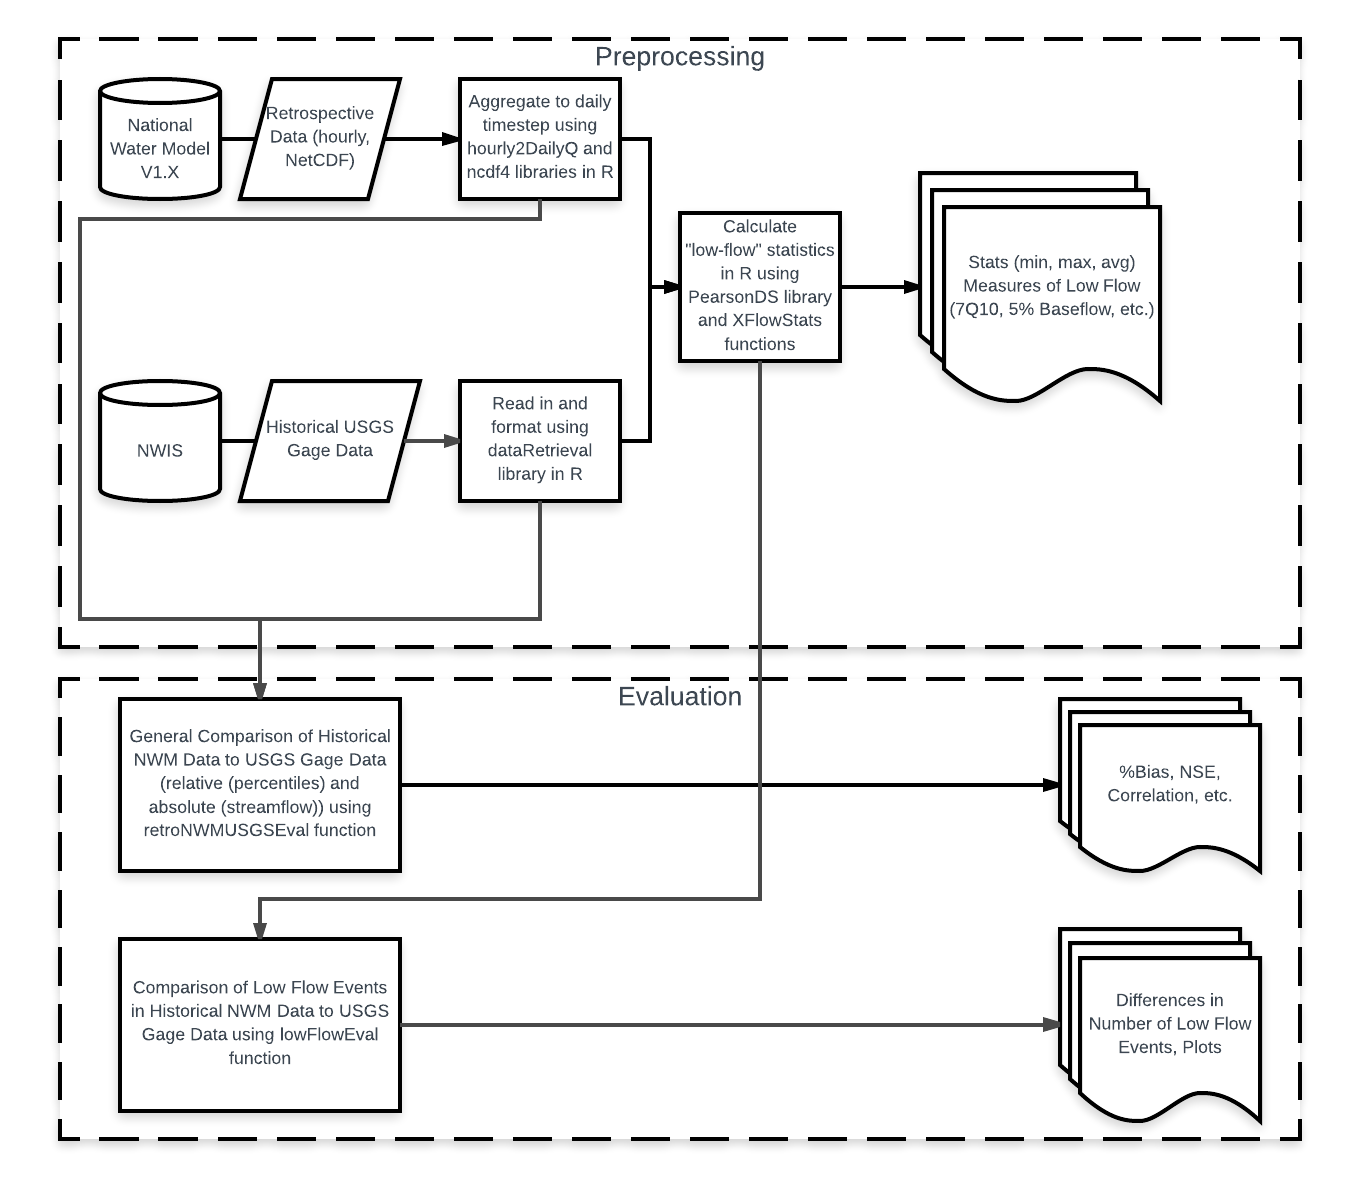 Preprocessing
National
Water Model
V1.X
Retrospective
Data (hourly,
NetCDF)
Aggregate to daily
timestep using
hourly2DailyQ and
ncdf4 libraries in R
Calculate
"low-flow" statistics
in R using
PearsonDS library
and XFlowStats
functions
Stats (min, max, avg)
Measures of Low Flow
(7Q10, 5% Baseflow, etc.)
NWIS
Historical USGS
Gage Data
Read in and
format using
dataRetrieval
library in R
Evaluation
General Comparison of Historical
NWM Data to USGS Gage Data
(relative (percentiles) and
absolute (streamflow)) using
retroNWMUSGSEval function
%Bias, NSE,
Correlation, etc.
Comparison of Low Flow Events
in Historical NWM Data to USGS
Gage Data using lowFlowEval
function
Differences in
Number of Low Flow
Events, Plots